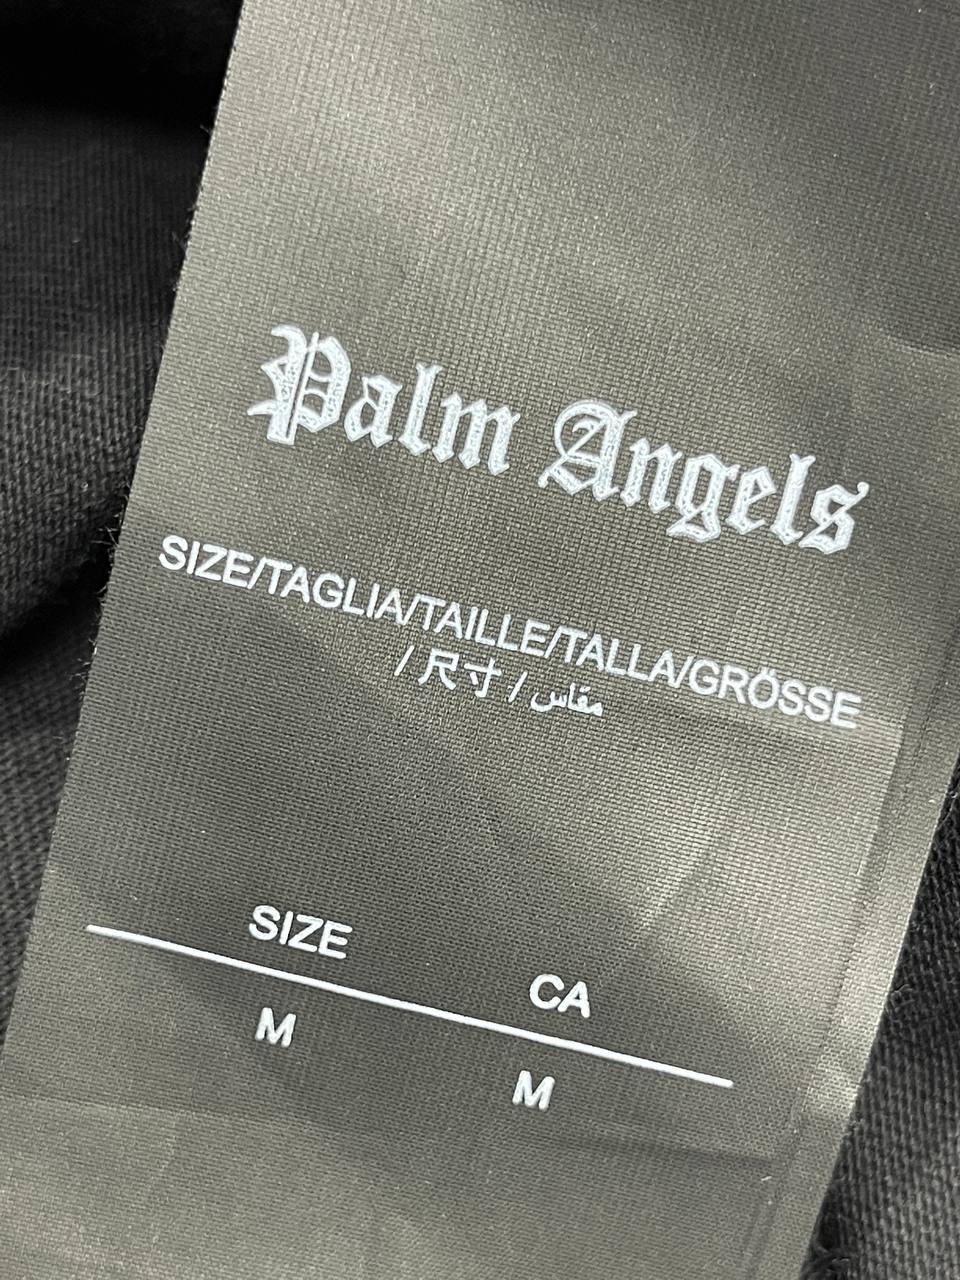 Palm Angels
SIZE/TAGLIA/TAILLE/TALLA/GRÖSSE
/ 尺寸 / مقاس
SIZE CA
M M